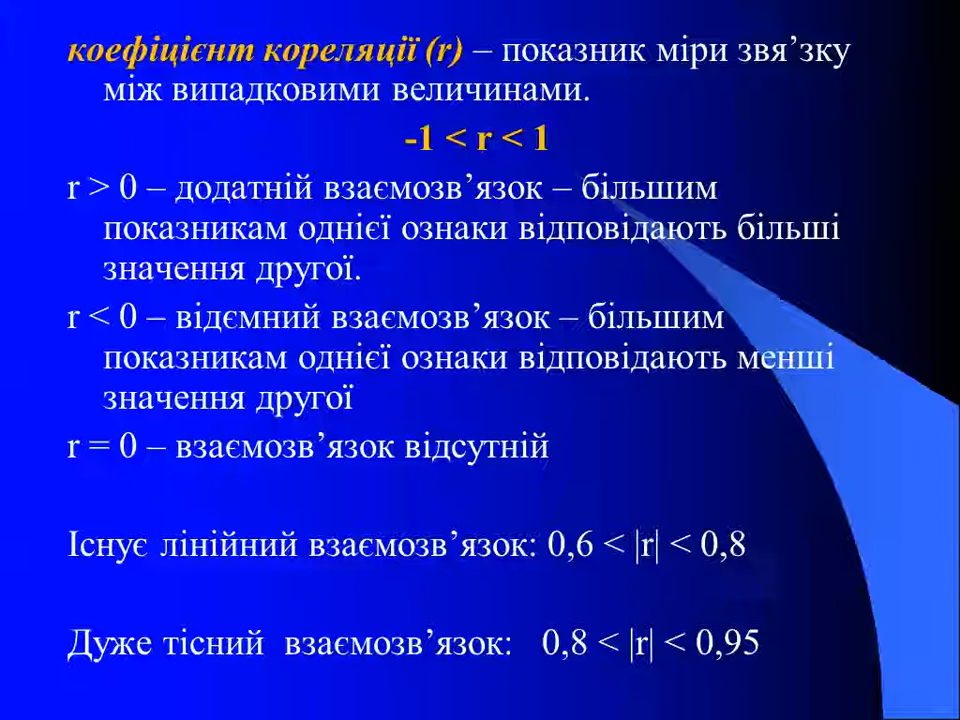 коефіцієнт кореляції (r) – показник міри звя’зку
між випадковими величинами.
-1 < r < 1
r > 0 – додатній взаємозв’язок – більшим
показникам однієї ознаки відповідають більші
значення другої.
r < 0 – відємний взаємозв’язок – більшим
показникам однієї ознаки відповідають менші
значення другої
r = 0 – взаємозв’язок відсутній
Існує лінійний взаємозв’язок: 0,6 < |r| < 0,8
Дуже тісний взаємозв’язок: 0,8 < |r| < 0,95